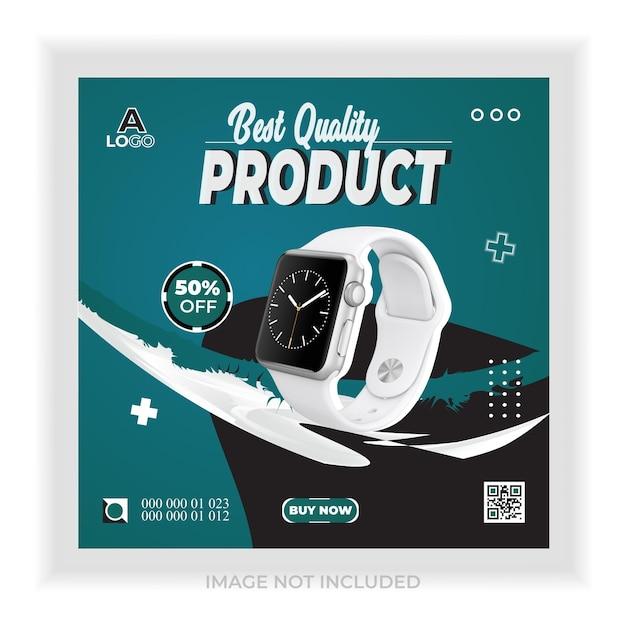 A
LOGO
Best Quality
PRODUCT
50%
OFF
000 000 01 023
000 000 01 012
BUY NOW
IMAGE NOT INCLUDED